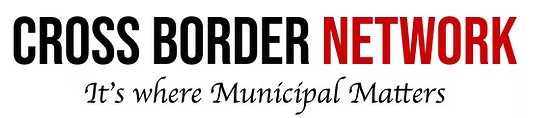 CROSS BORDER NETWORK
It's where Municipal Matters